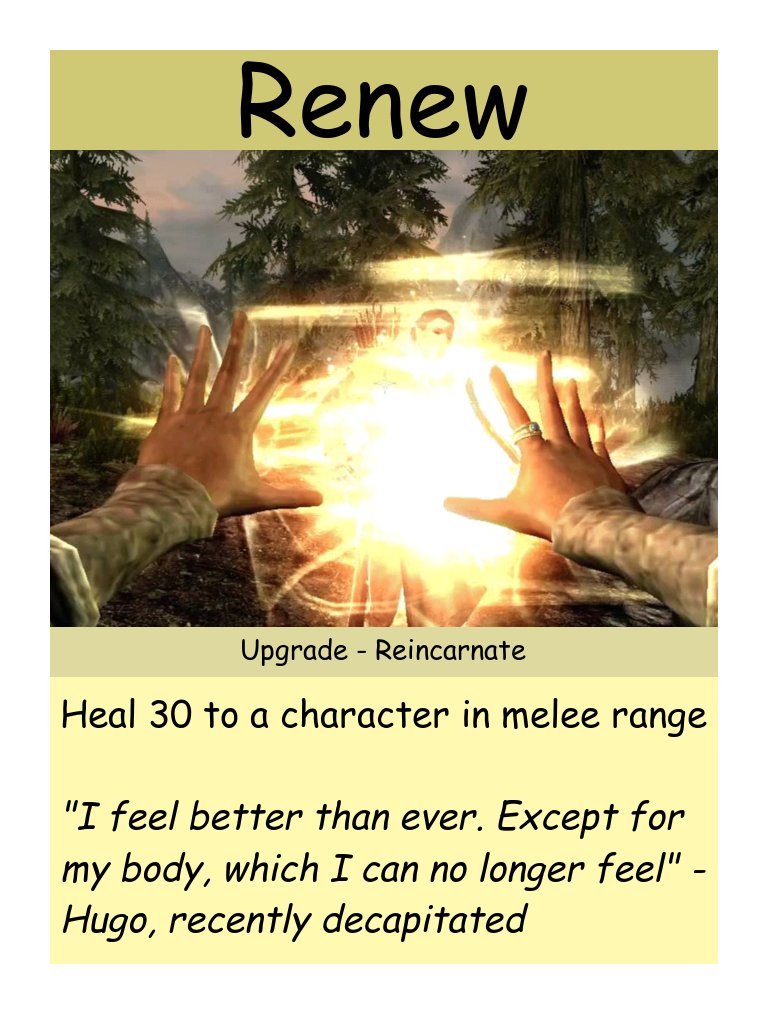 Renew
Upgrade - Reincarnate
Heal 30 to a character in melee range
"I feel better than ever. Except for
my body, which I can no longer feel" -
Hugo, recently decapitated